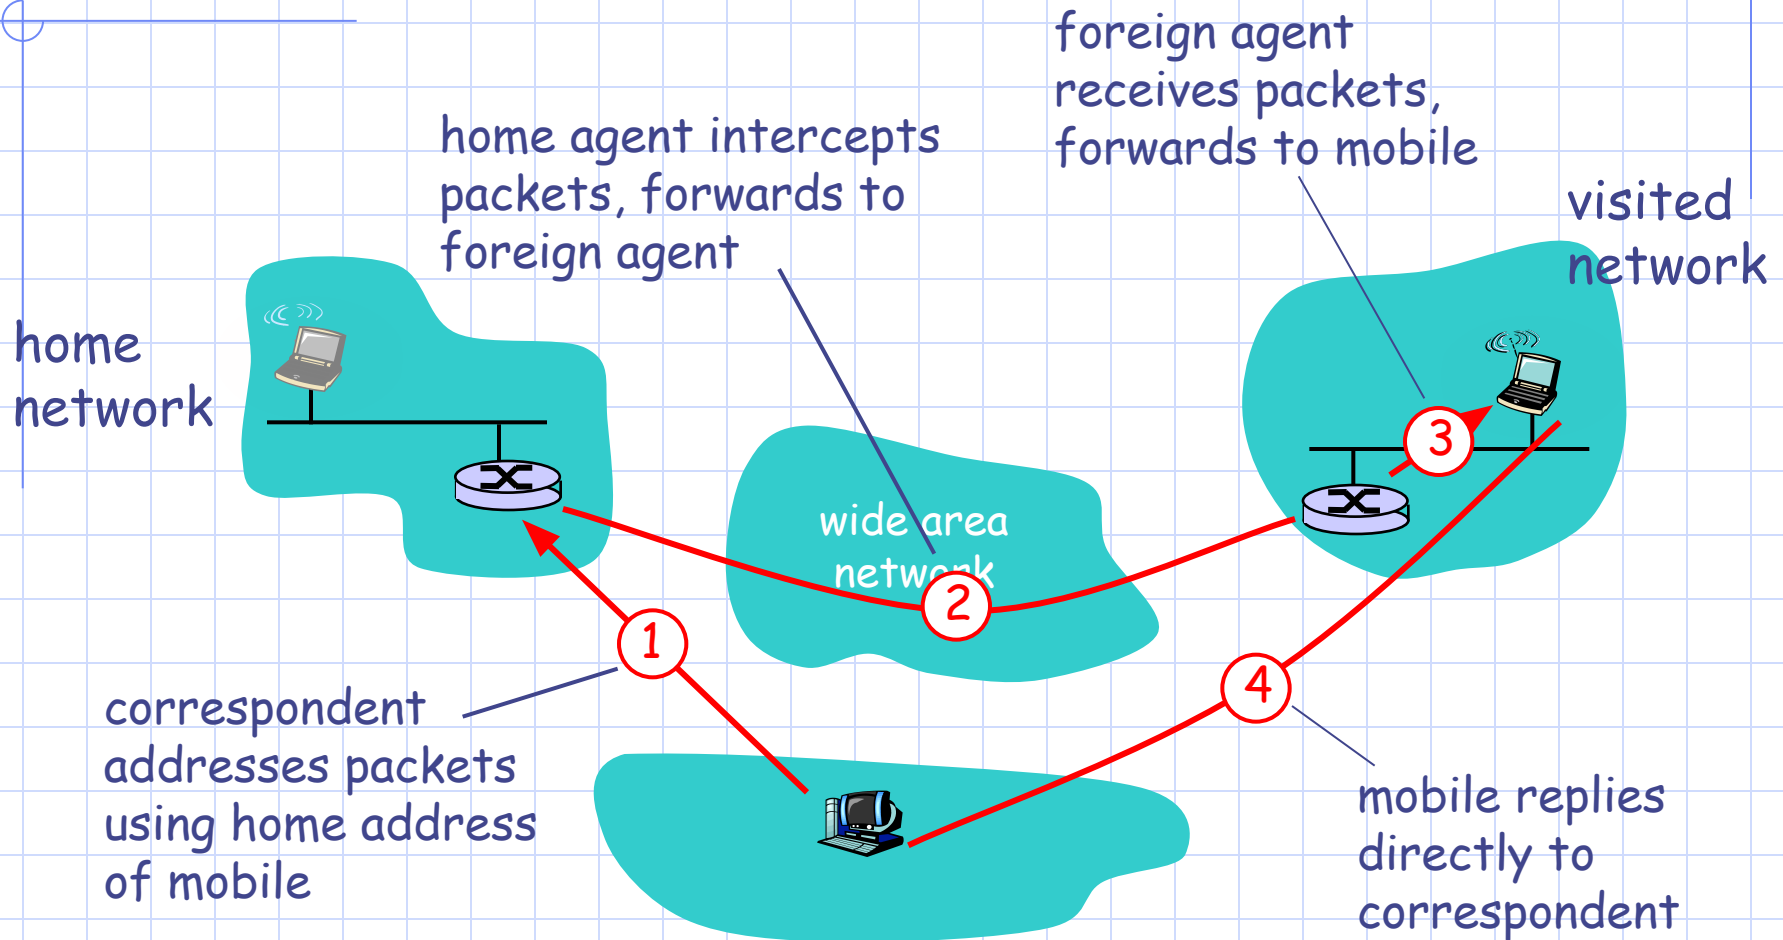 foreign agent
receives packets,
forwards to mobile
home agent intercepts
packets, forwards to
foreign agent
visited
network
home
network
wide area
network
3
2
1
4
correspondent
addresses packets
using home address
of mobile
mobile replies
directly to
correspondent